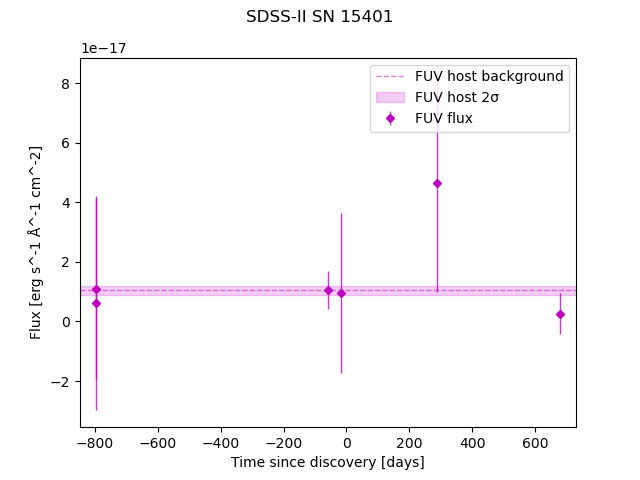 SDSS-II SN 15401
1e−17
FUV host background
FUV host 2σ
FUV flux
Flux [erg s^-1 Å^-1 cm^-2]
8
6
4
2
0
−2
−800 −600 −400 −200 0 200 400 600
Time since discovery [days]